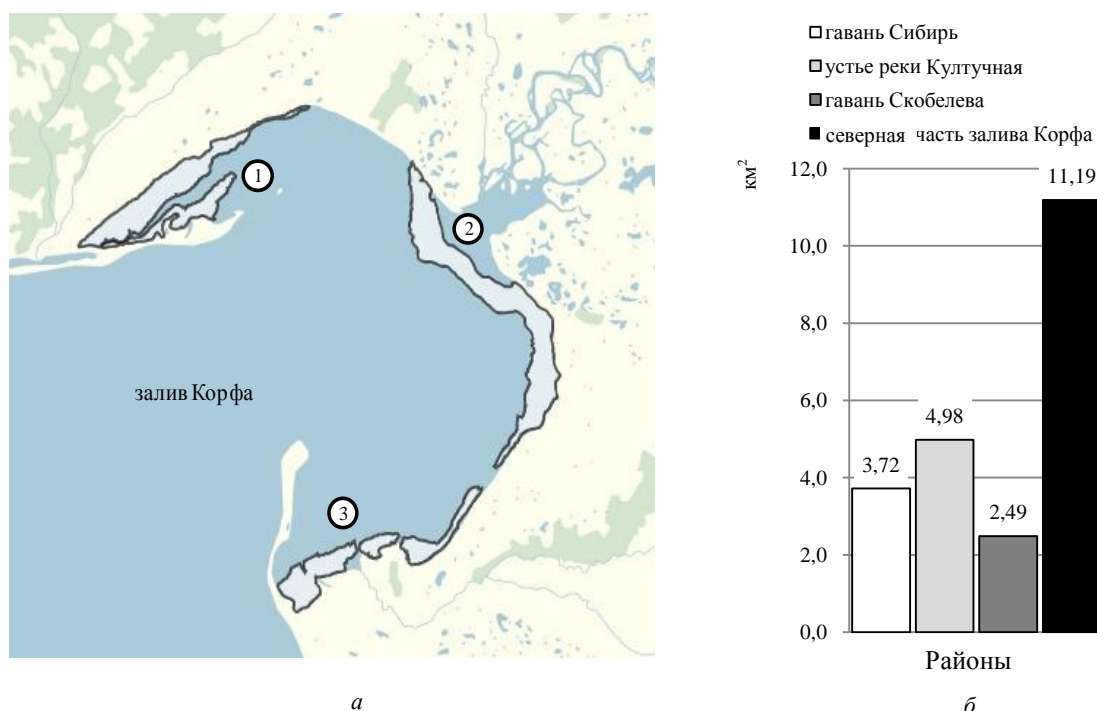 1
2
залив Корфа
3
а
гавань Сибирь
устье реки Култучная
гавань Скобелева
северная часть залива Корфа
км²
12,0
11,19
10,0
8,0
6,0
4,98
4,0
3,72
2,49
2,0
0,0
Районы
б